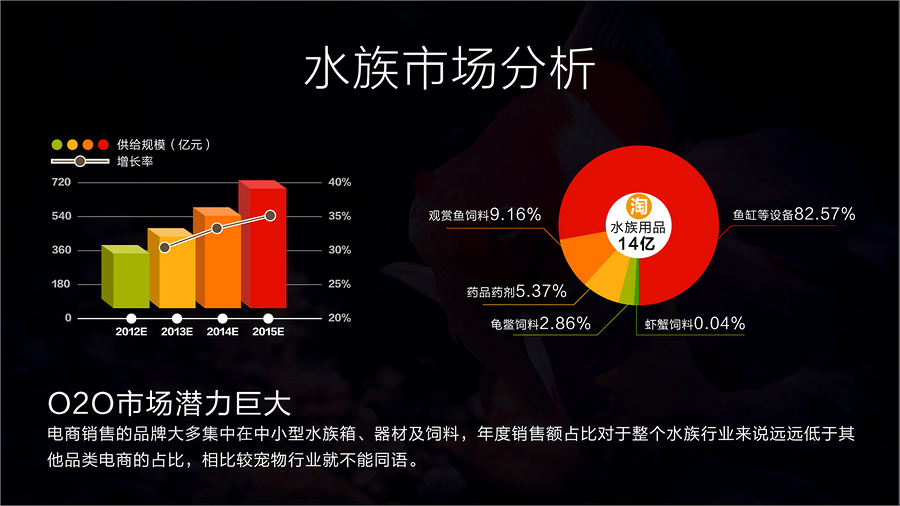 水族市场分析
供给规模（亿元）
增长率
720
540
360
180
0
40%
35%
30%
25%
20%
2012E 2013E 2014E 2015E
淘
水族用品
14亿
观赏鱼饲料9.16%
鱼缸等设备82.57%
药品药剂5.37%
龟鳖饲料2.86%
虾蟹饲料0.04%
O2O市场潜力巨大
电商销售的品牌大多集中在中小型水族箱、器材及饲料，年度销售额占比对于整个水族行业来说远远低于其
他品类电商的占比，相比较宠物行业就不能同语。